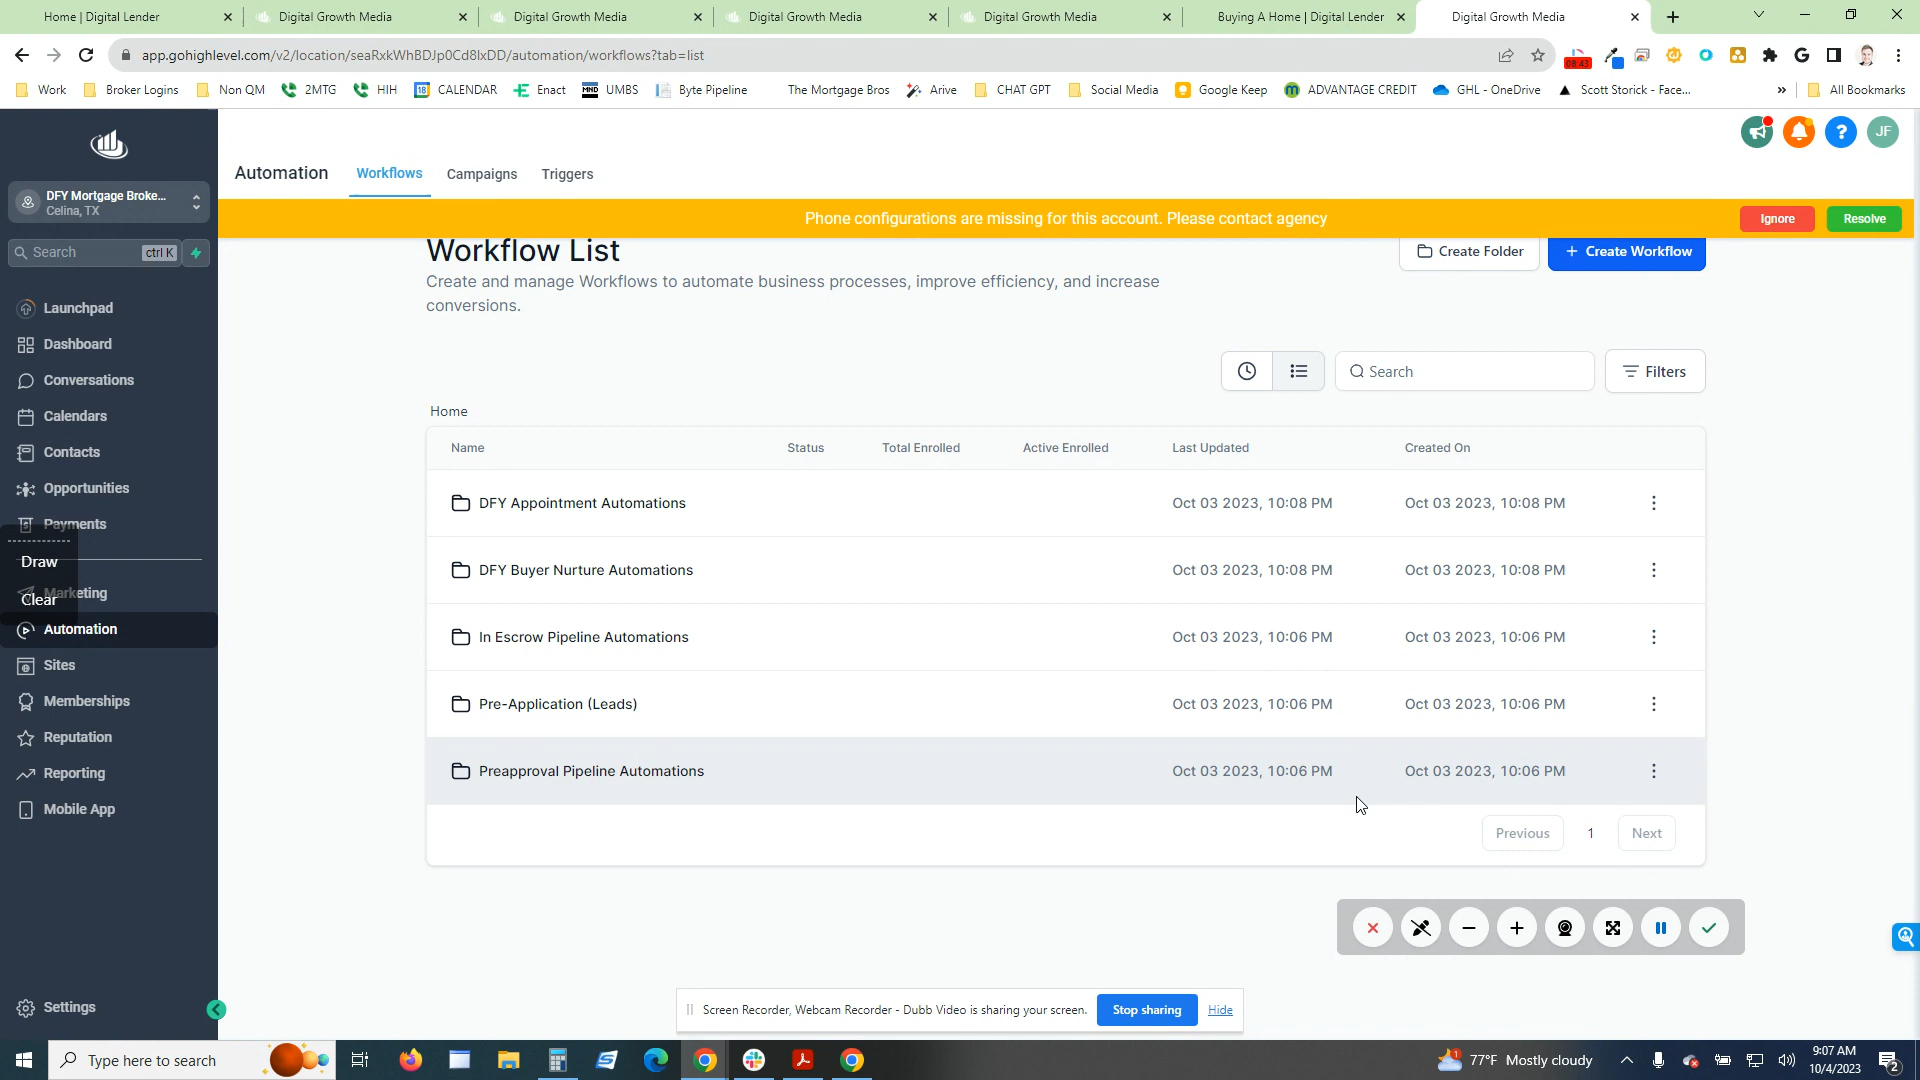 Home | Digital Lender
Digital Growth Media
Digital Growth Media
Digital Growth Media
Digital Growth Media
Buying A Home | Digital Lender
Digital Growth Media
app.gohighlevel.com/v2/location/seaRxkWhBDJp0Cd8lxDD/automation/workflows?tab=list
08:43
Work
Broker Logins
Non QM
2MTG
HIH
18
CALENDAR
Enact
MND
UMBS
Byte Pipeline
The Mortgage Bros
Arive
CHAT GPT
Social Media
Google Keep
ADVANTAGE CREDIT
GHL - OneDrive
Scott Storick - Face...
»
All Bookmarks
JF
Automation
Workflows
Campaigns
Triggers
DFY Mortgage Broke...
Celina, TX
Phone configurations are missing for this account. Please contact agency
Ignore
Resolve
Search
ctrl K
Workflow List
Create Folder
+ Create Workflow
Create and manage Workflows to automate business processes, improve efficiency, and increase
conversions.
Launchpad
Dashboard
Conversations
Calendars
Contacts
Opportunities
Payments
Draw
Marketing
Clear
Automation
Sites
Memberships
Reputation
Reporting
Mobile App
Settings
Search
Filters
Home
Name
Status
Total Enrolled
Active Enrolled
Last Updated
Created On
DFY Appointment Automations
Oct 03 2023, 10:08 PM
Oct 03 2023, 10:08 PM
DFY Buyer Nurture Automations
Oct 03 2023, 10:08 PM
Oct 03 2023, 10:08 PM
In Escrow Pipeline Automations
Oct 03 2023, 10:06 PM
Oct 03 2023, 10:06 PM
Pre-Application (Leads)
Oct 03 2023, 10:06 PM
Oct 03 2023, 10:06 PM
Preapproval Pipeline Automations
Oct 03 2023, 10:06 PM
Oct 03 2023, 10:06 PM
Previous
1
Next
Screen Recorder, Webcam Recorder - Dubb Video is sharing your screen.
Stop sharing
Hide
Type here to search
1
77°F Mostly cloudy
9:07 AM
10/4/2023
2